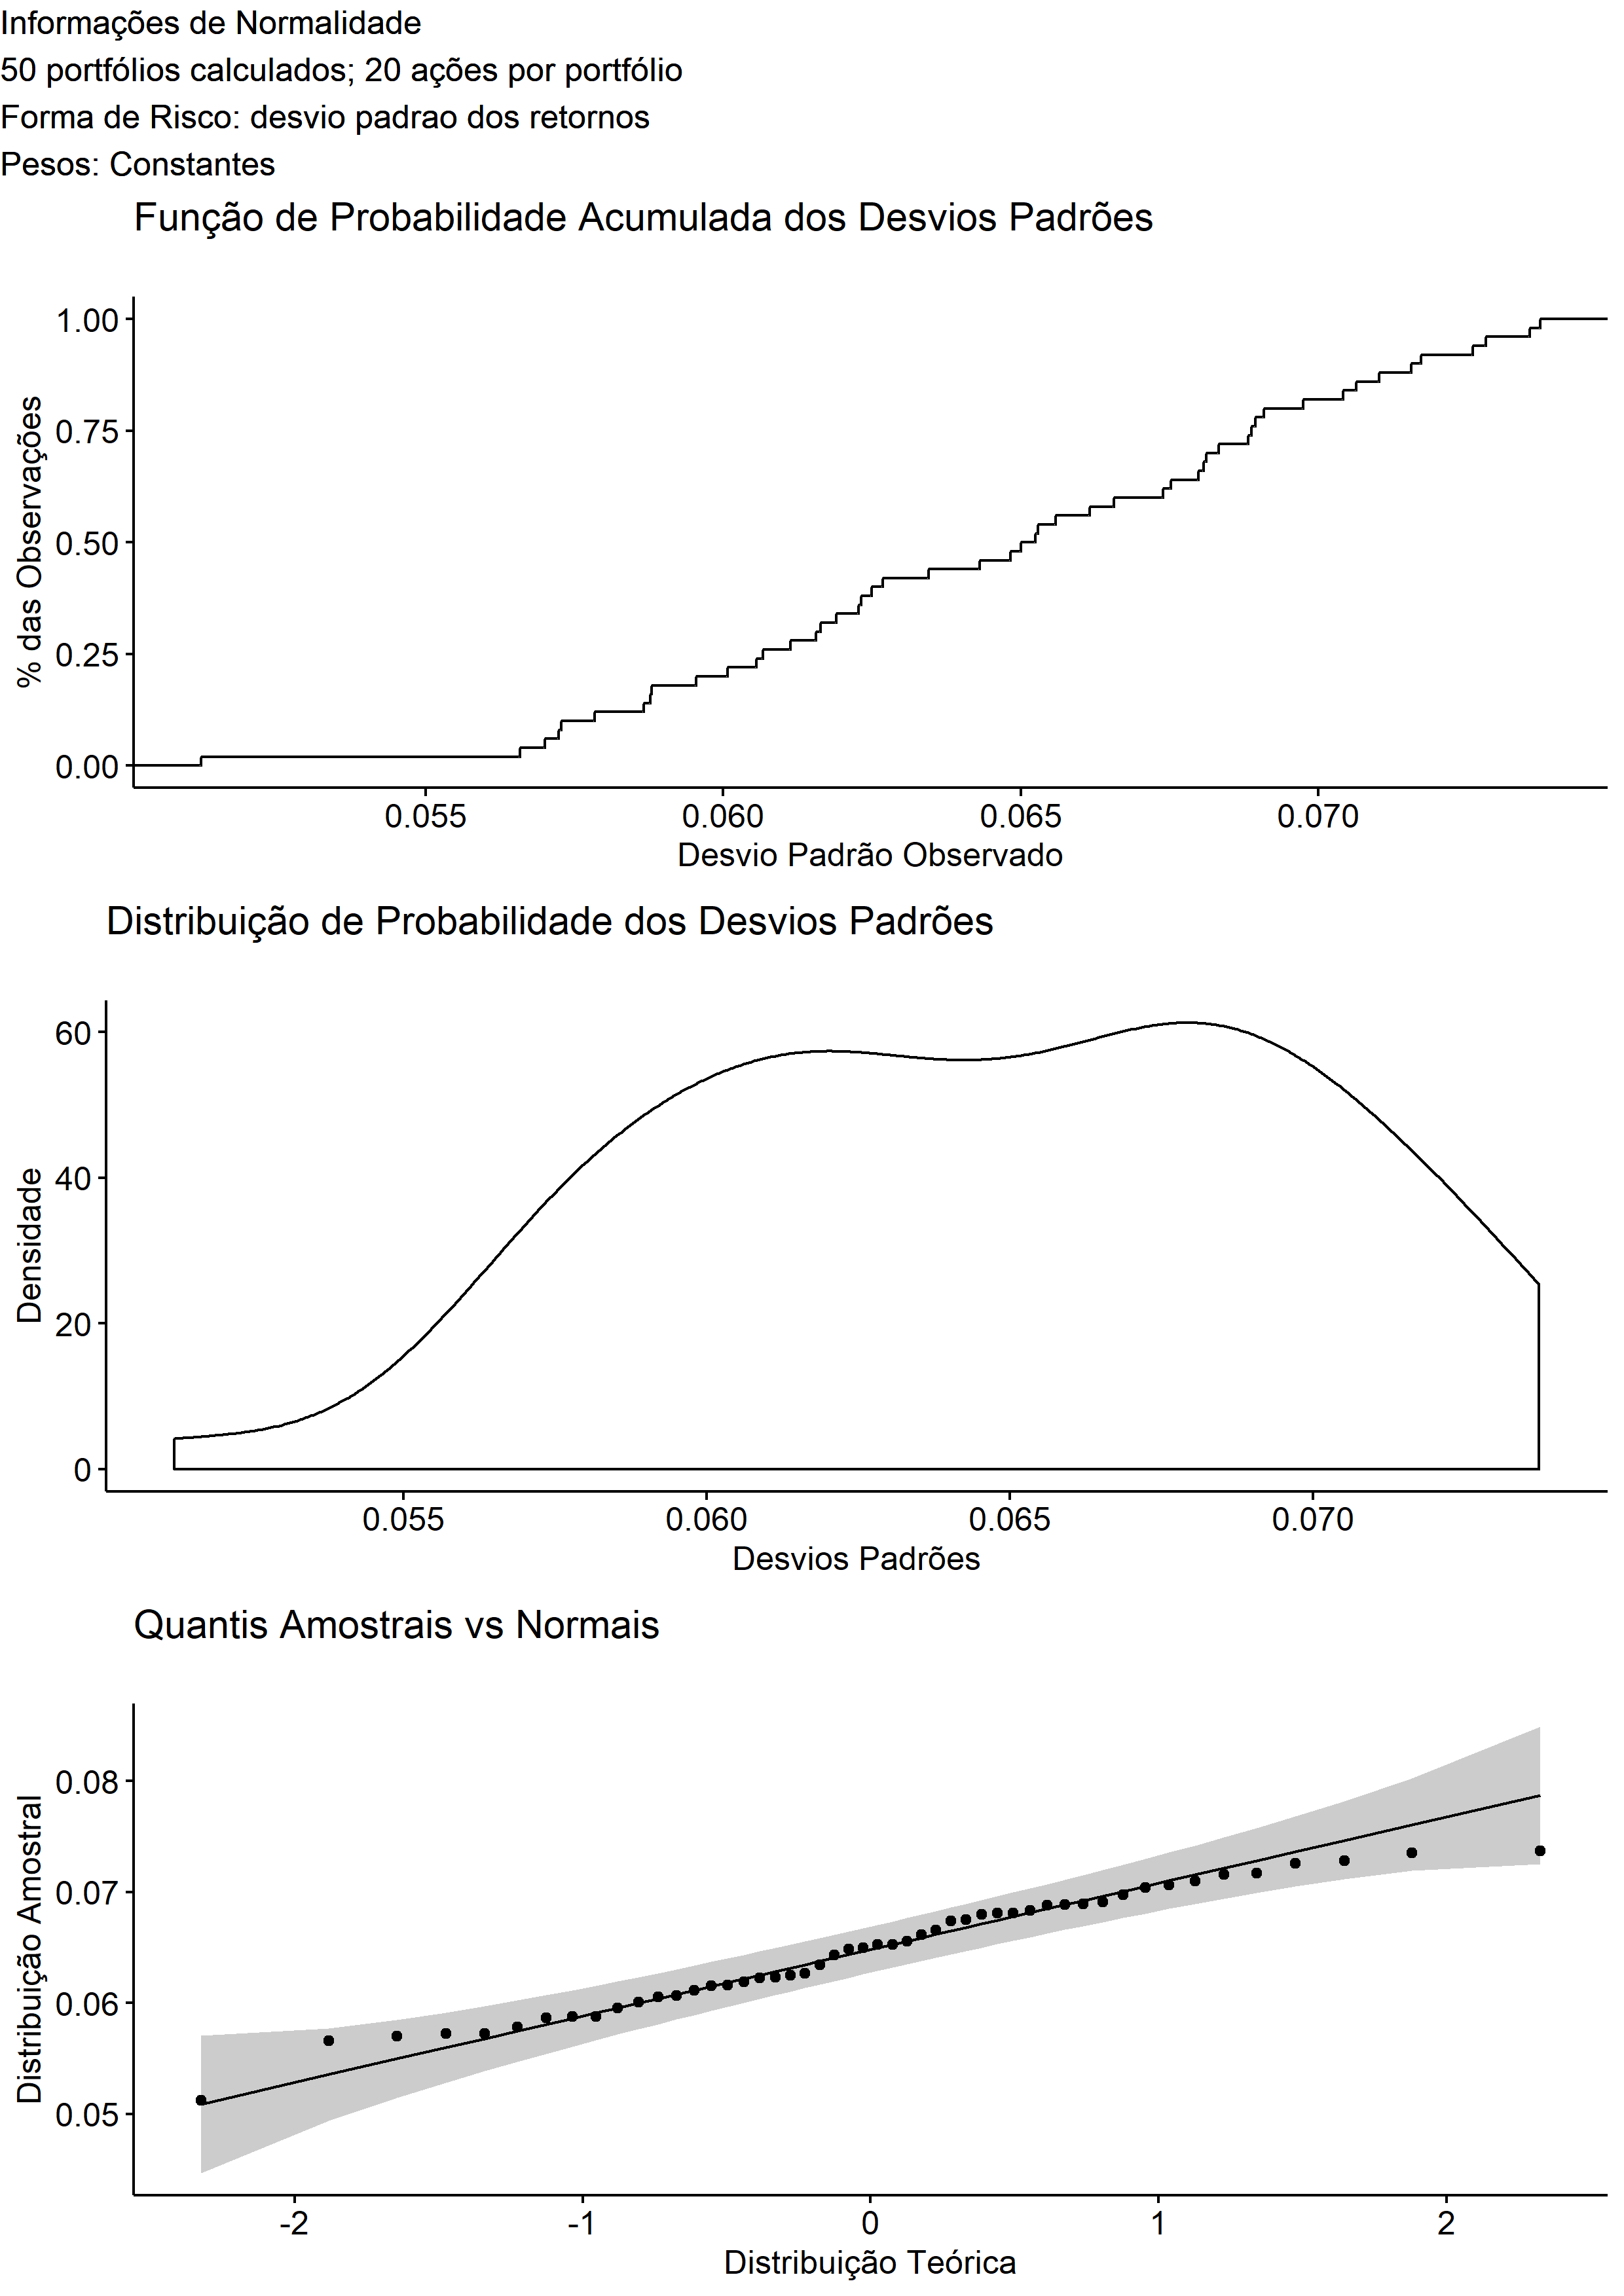 Informações de Normalidade
50 portfólios calculados; 20 ações por portfólio
Forma de Risco: desvio padrao dos retornos
Pesos: Constantes
Função de Probabilidade Acumulada dos Desvios Padrões
% das Observações
1.00
0.75
0.50
0.25
0.00
0.055 0.060 0.065 0.070
Desvio Padrão Observado
Distribuição de Probabilidade dos Desvios Padrões
Densidade
60
40
20
0
0.055 0.060 0.065 0.070
Desvios Padrões
Quantis Amostrais vs Normais
Distribuição Amostral
0.08
0.07
0.06
0.05
-2 -1 0 1 2
Distribuição Teórica